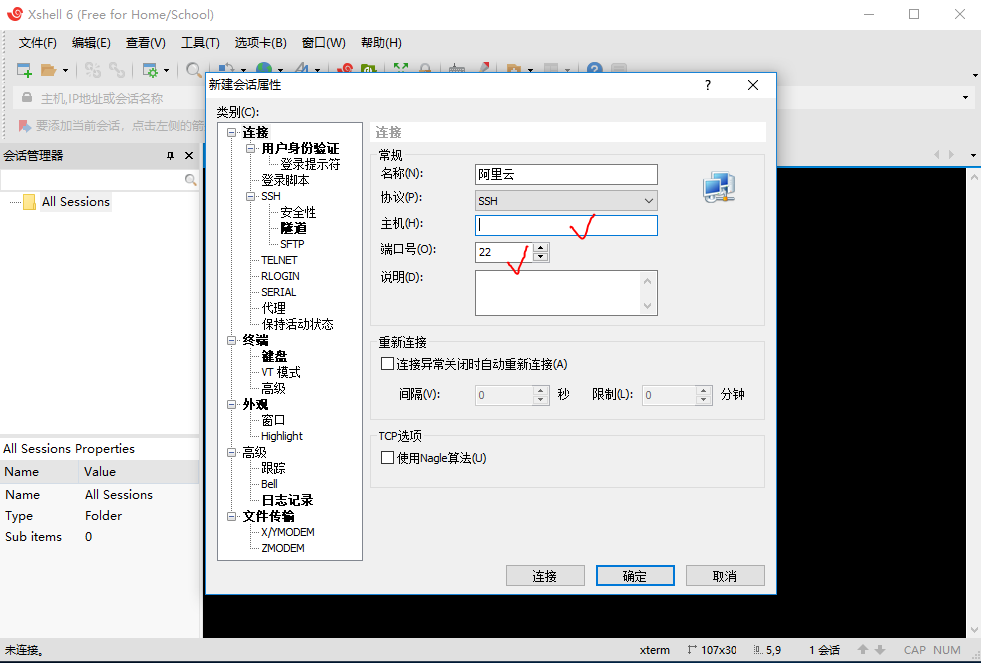 Xshell 6 (Free for Home/School)
文件(F) 编辑(E) 查看(V) 工具(T) 选项卡(B) 窗口(W) 帮助(H)
主机,IP地址或会话名称
要添加当前会话，点击左侧的箭
会话管理器
All Sessions
All Sessions Properties
Name Value
Name All Sessions
Type Folder
Sub items 0
新建会话属性 ?
类别(C):
连接
用户身份验证
登录提示符
登录脚本
SSH
安全性
隧道
SFTP
TELNET
RLOGIN
SERIAL
代理
保持活动状态
终端
键盘
VT 模式
高级
外观
窗口
Highlight
高级
跟踪
Bell
日志记录
文件传输
X/YMODEM
ZMODEM
连接
常规
名称(N): 阿里云
协议(P): SSH
主机(H):
端口号(O): 22
说明(D):
重新连接
连接异常关闭时自动重新连接(A)
间隔(V): 0 秒 限制(L): 0 分钟
TCP选项
使用Nagle算法(U)
连接 确定 取消
未连接。 xterm 107x30 5,9 1 会话 CAP NUM